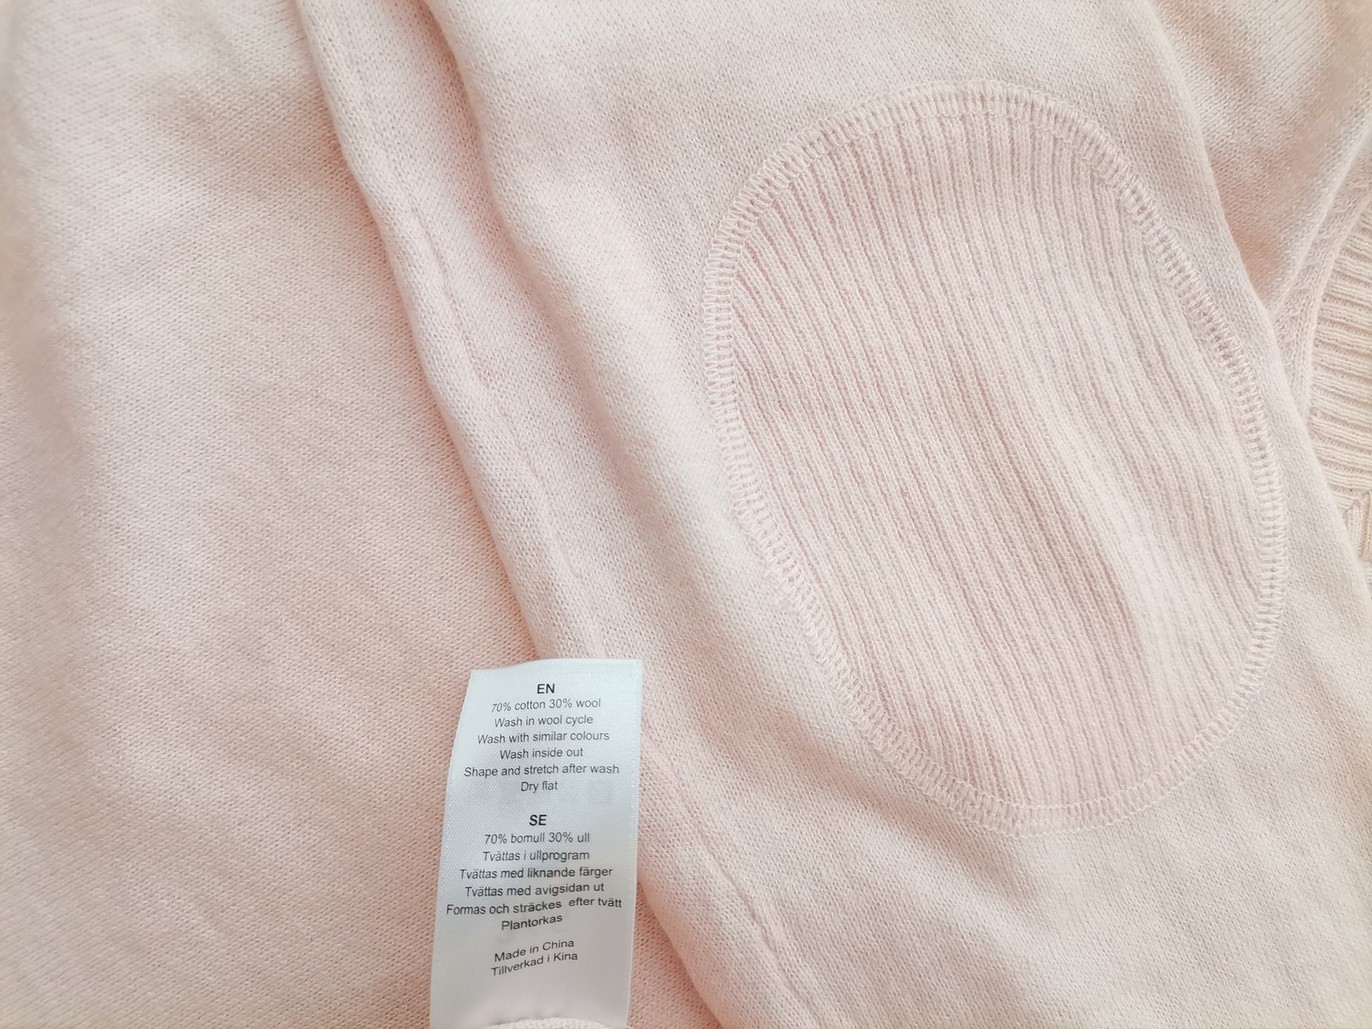 EN
70% cotton 30% wool
Wash in wool cycle
Wash with similar colours
Wash inside out
Shape and stretch after wash
Dry flat
SE
70% bomull 30% ull
Tvättas i ullprogram
Tvättas med liknande färger
Tvättas med avigsidan ut
Formas och sträckes efter tvätt
Plantorkas
Made in China
Tillverkad i Kina